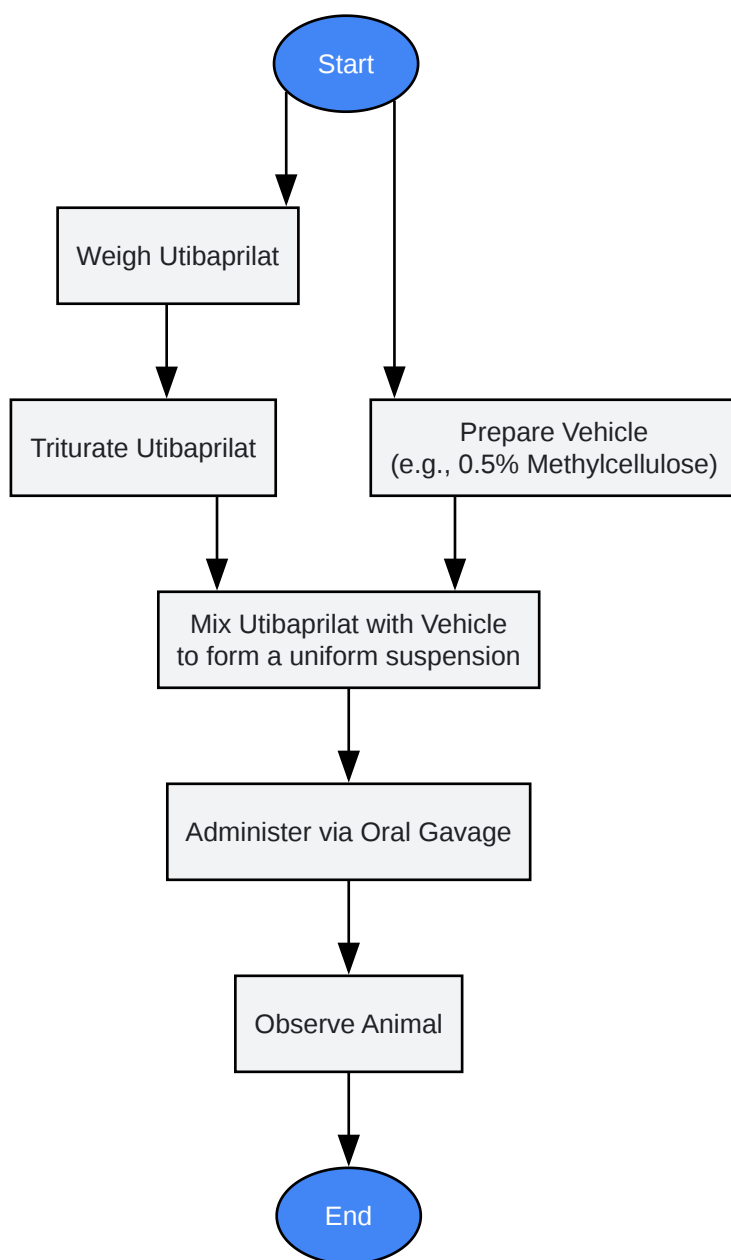 Start
Weigh Utibaprilat
Triturate Utibaprilat
Prepare Vehicle
(e.g., 0.5% Methylcellulose)
Mix Utibaprilat with Vehicle
to form a uniform suspension
Administer via Oral Gavage
Observe Animal
End